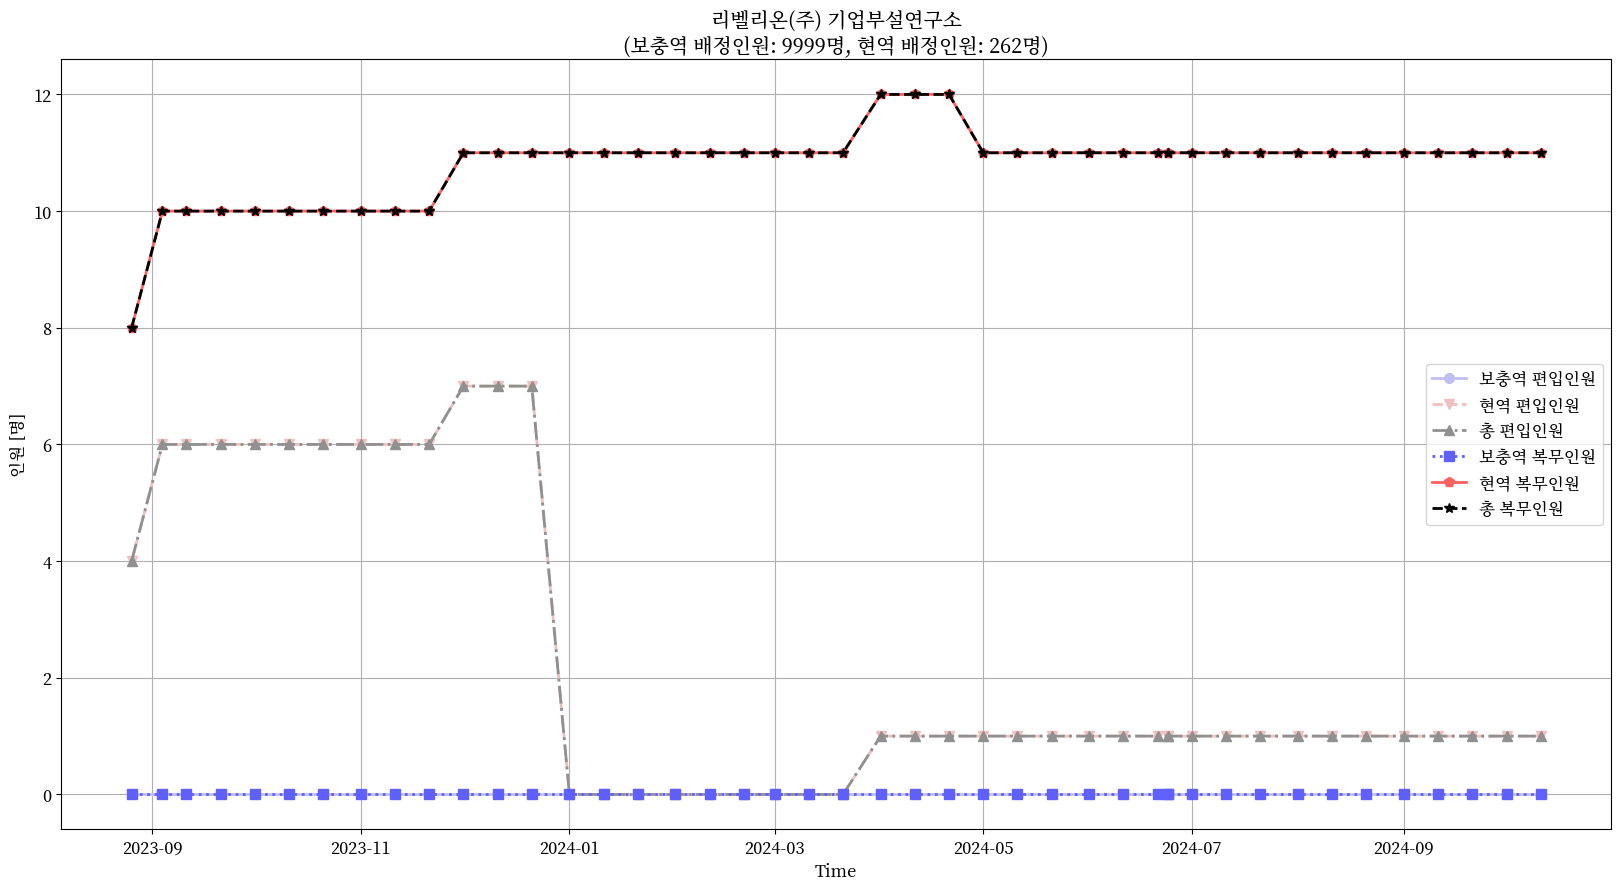 리벨리온(주) 기업부설연구소
(보충역 배정인원: 9999명, 현역 배정인원: 262명)
인원 [명]
12
10
8
6
4
2
0
보충역 편입인원
현역 편입인원
총 편입인원
보충역 복무인원
현역 복무인원
총 복무인원
2023-09
2023-11
2024-01
2024-03
2024-05
2024-07
2024-09
Time